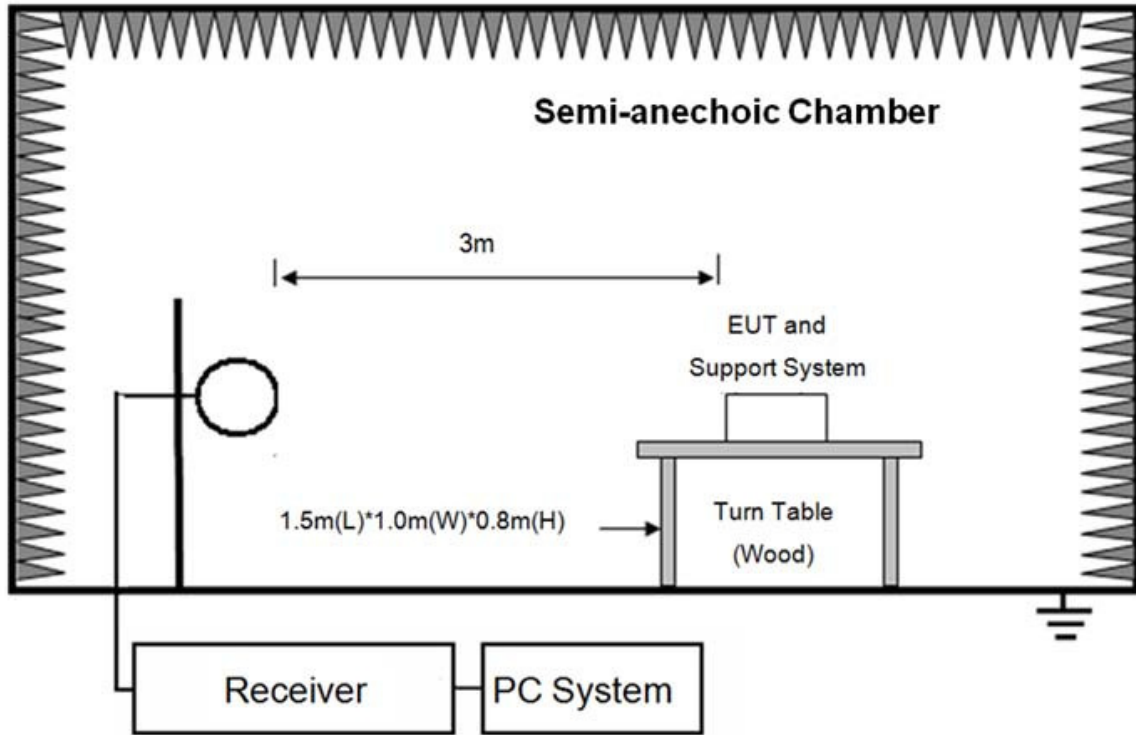 Semi-anechoic Chamber
3m
EUT and
Support System
1.5m(L)*1.0m(W)*0.8m(H)
Turn Table
(Wood)
Receiver
PC System